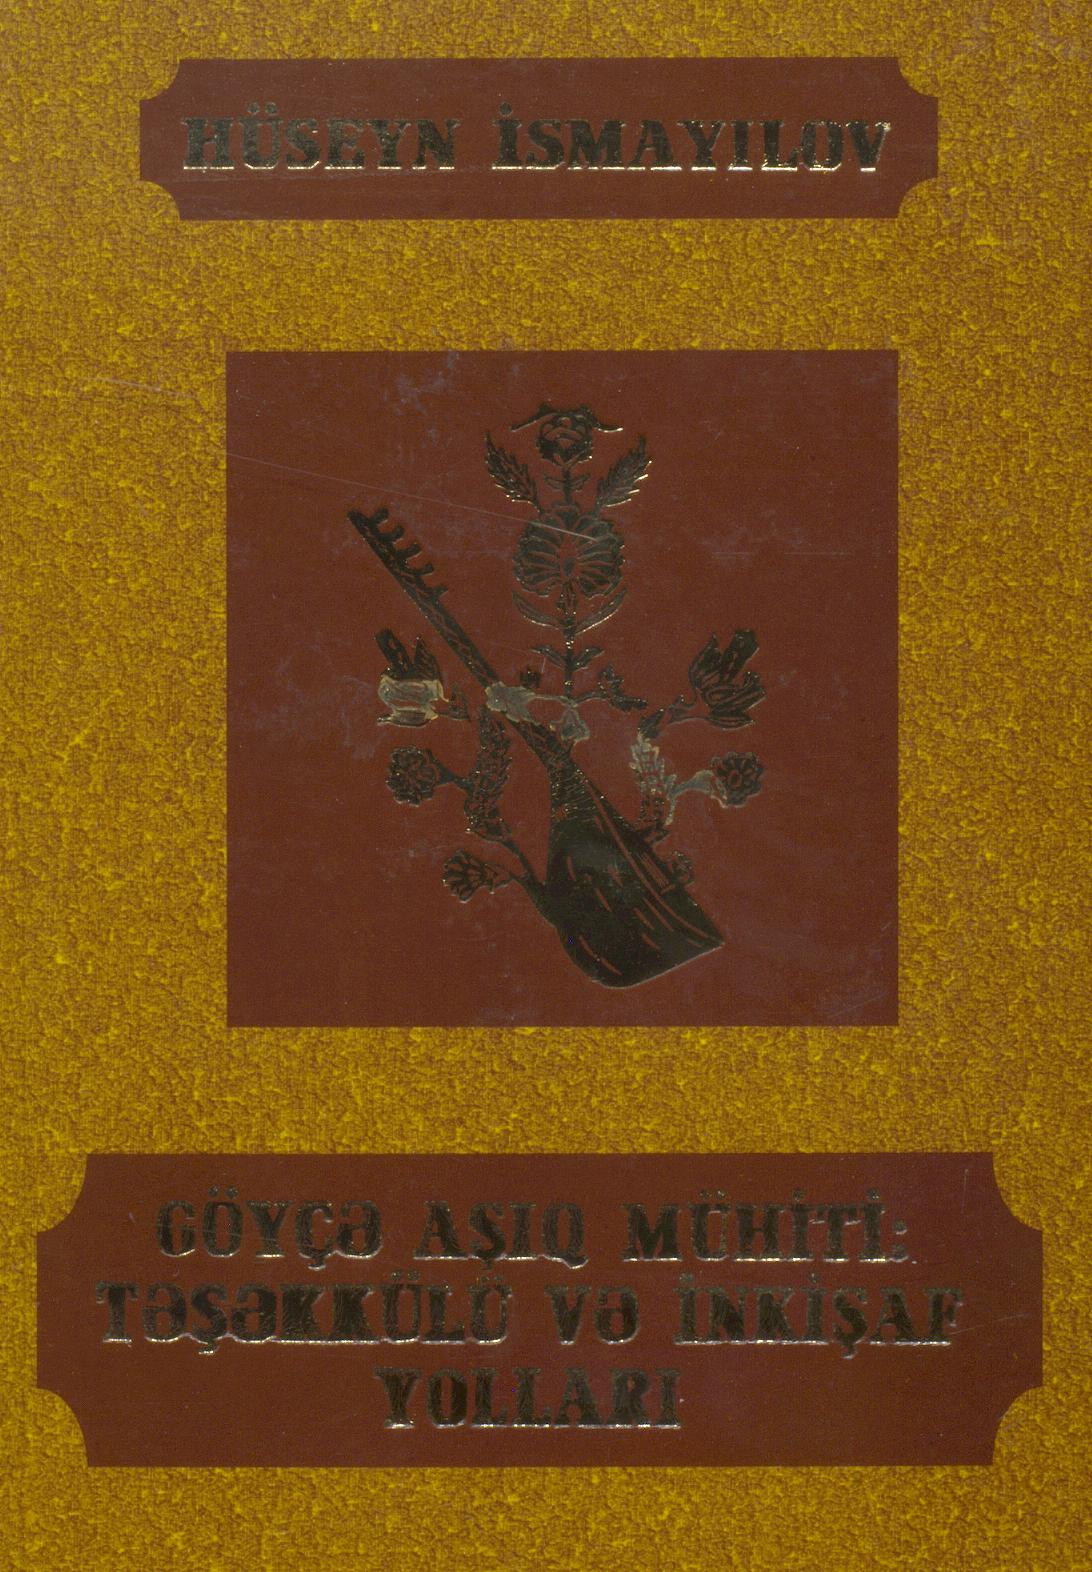 HÜSEYN İSMAYILOV
GÖYÇƏ AŞIQ MÜHİTİ:
TƏŞƏKKÜLÜ VƏ İNKİŞAF
YOLLARI